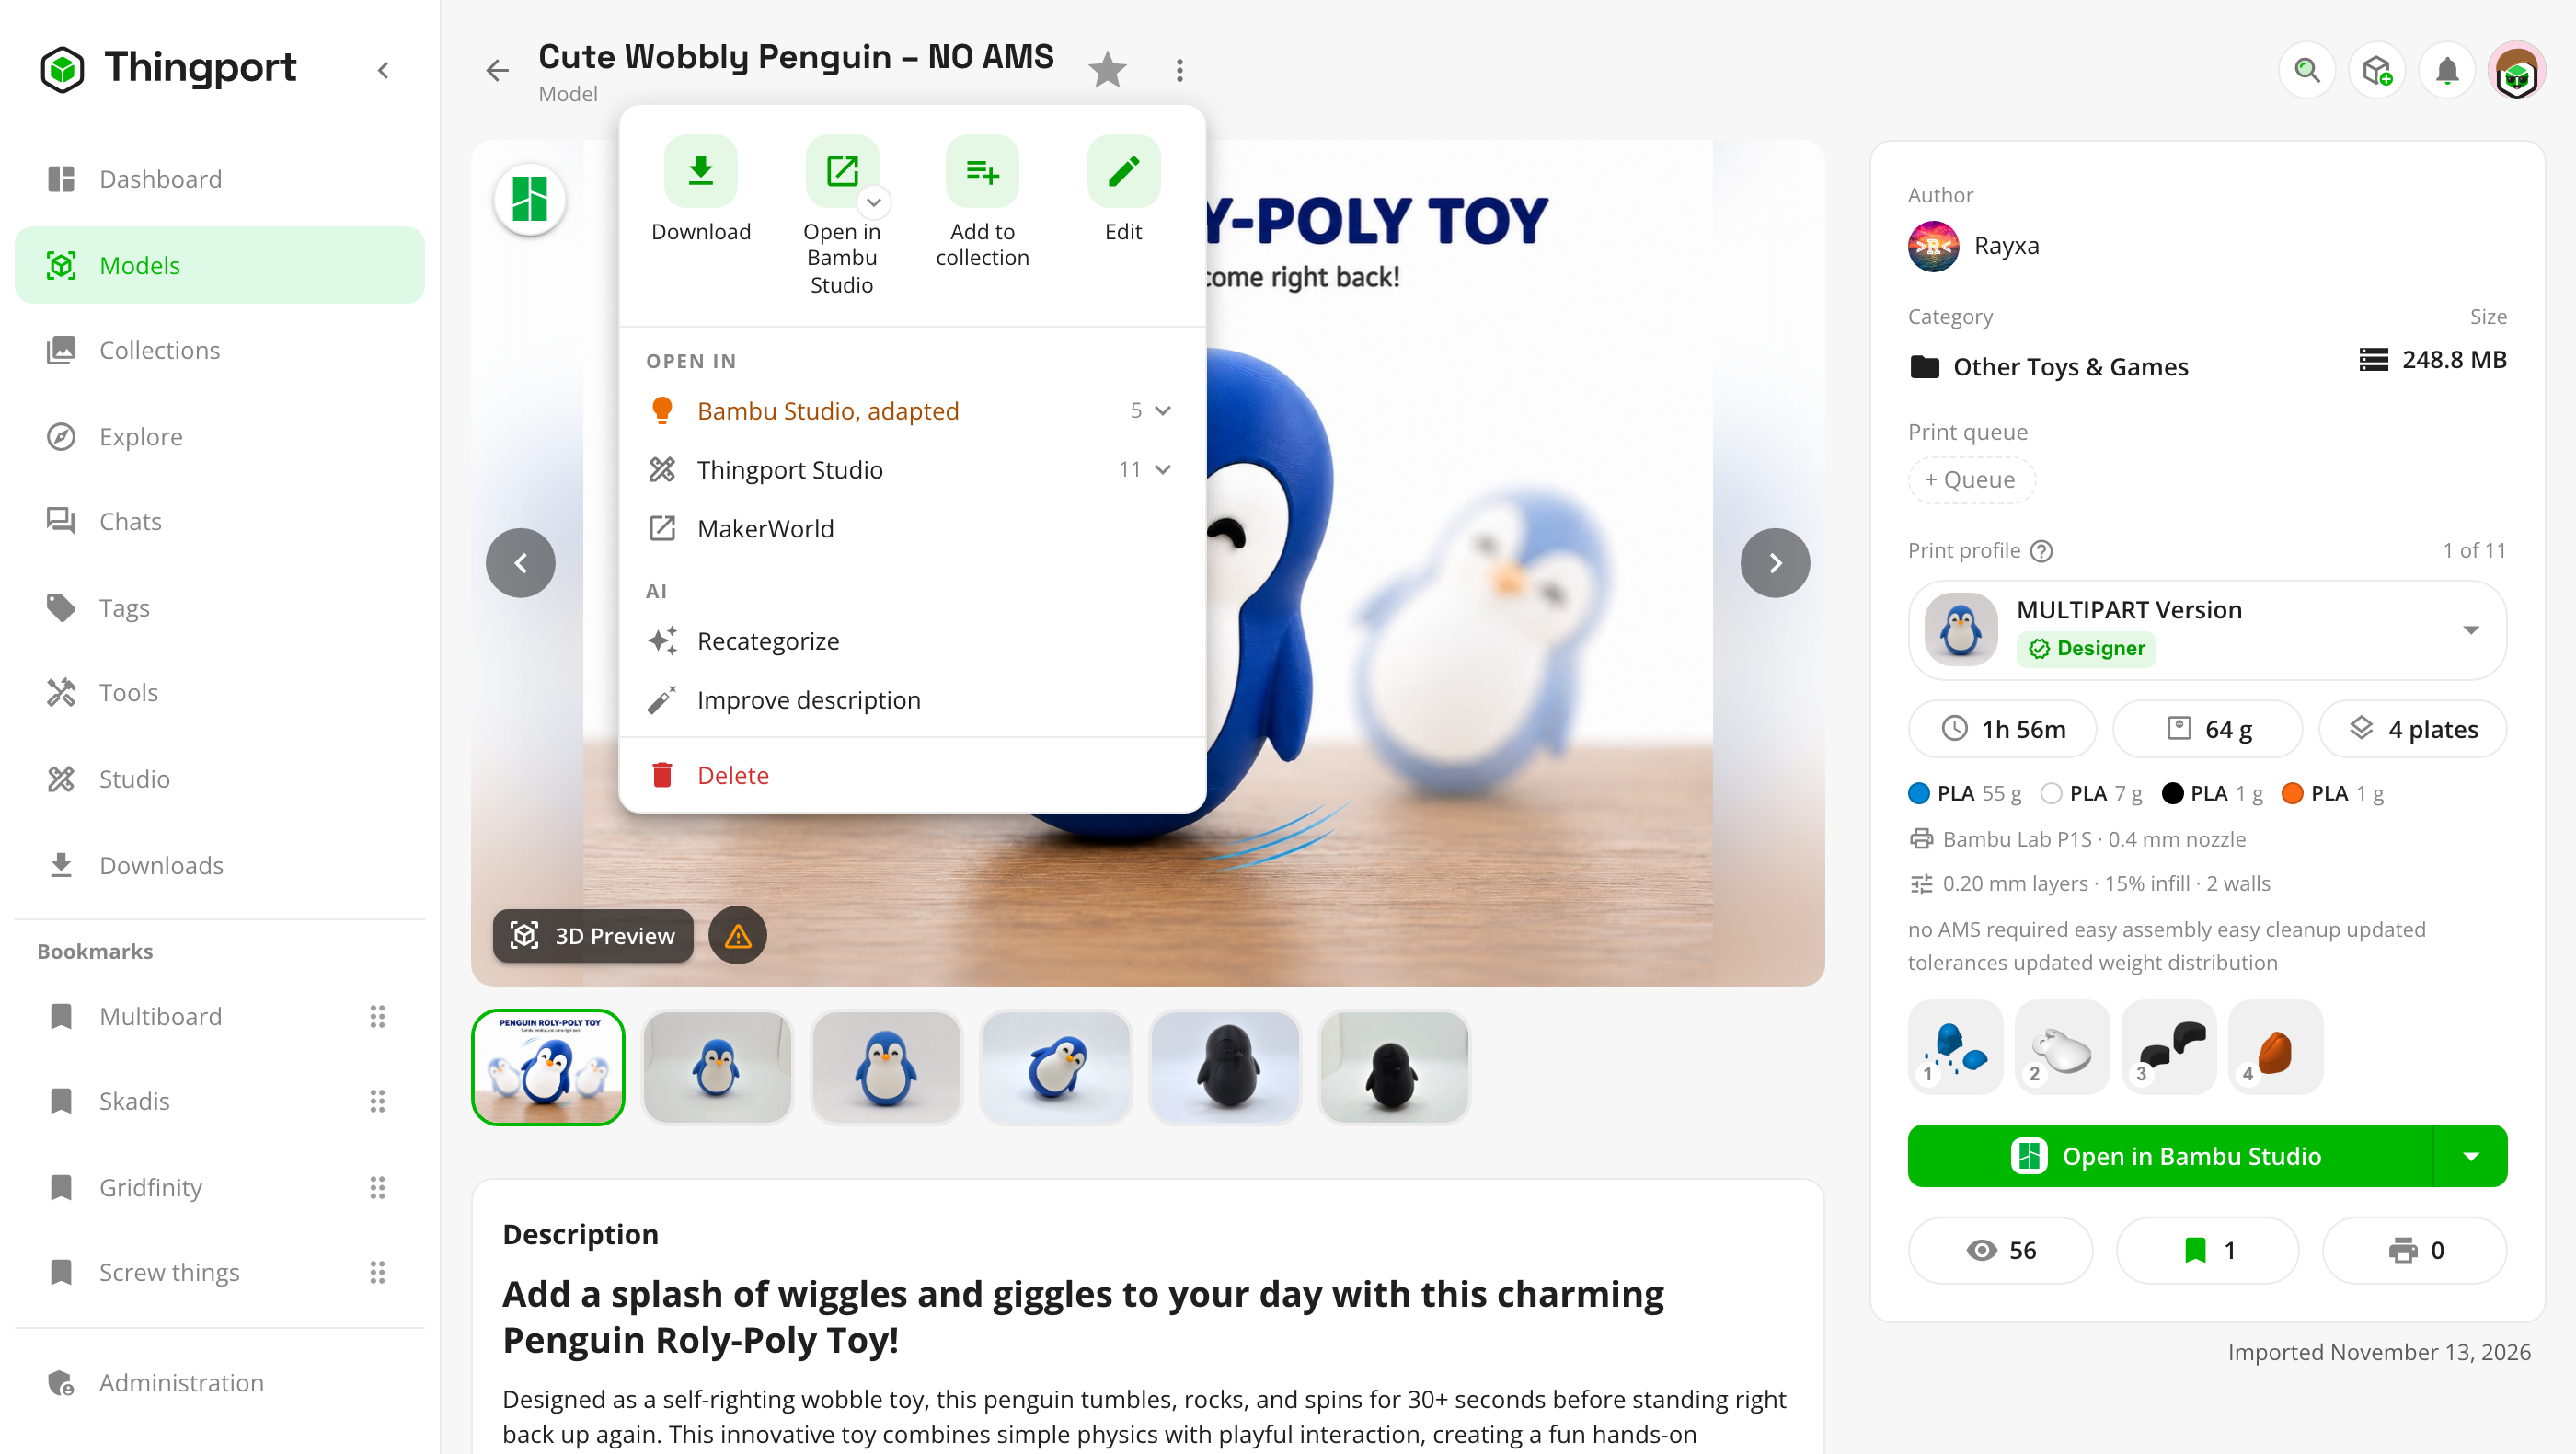 Thingport
Dashboard
Models
Collections
Explore
Chats
Tags
Tools
Studio
Downloads
Bookmarks
Multiboard
Skadis
Gridfinity
Screw things
Administration
Cute Wobbly Penguin – NO AMS
Model
Download
Open in
Bambu
Studio
Add to
collection
Edit
OPEN IN
Bambu Studio, adapted 5
Thingport Studio 11
MakerWorld
AI
Recategorize
Improve description
Delete
Y-POLY TOY
come right back!
3D Preview
PENGUIN ROLY-POLY TOY
Description
Add a splash of wiggles and giggles to your day with this charming
Penguin Roly-Poly Toy!
Designed as a self-righting wobble toy, this penguin tumbles, rocks, and spins for 30+ seconds before standing right
back up again. This innovative toy combines simple physics with playful interaction, creating a fun hands-on
Author
>R<
Rayxa
Category Size
Other Toys & Games 248.8 MB
Print queue
+ Queue
Print profile 1 of 11
MULTIPART Version
Designer
1h 56m 64 g 4 plates
PLA 55 g PLA 7 g PLA 1 g PLA 1 g
Bambu Lab P1S · 0.4 mm nozzle
0.20 mm layers · 15% infill · 2 walls
no AMS required easy assembly easy cleanup updated
tolerances updated weight distribution
1 2 3 4
Open in Bambu Studio
56 1 0
Imported November 13, 2026